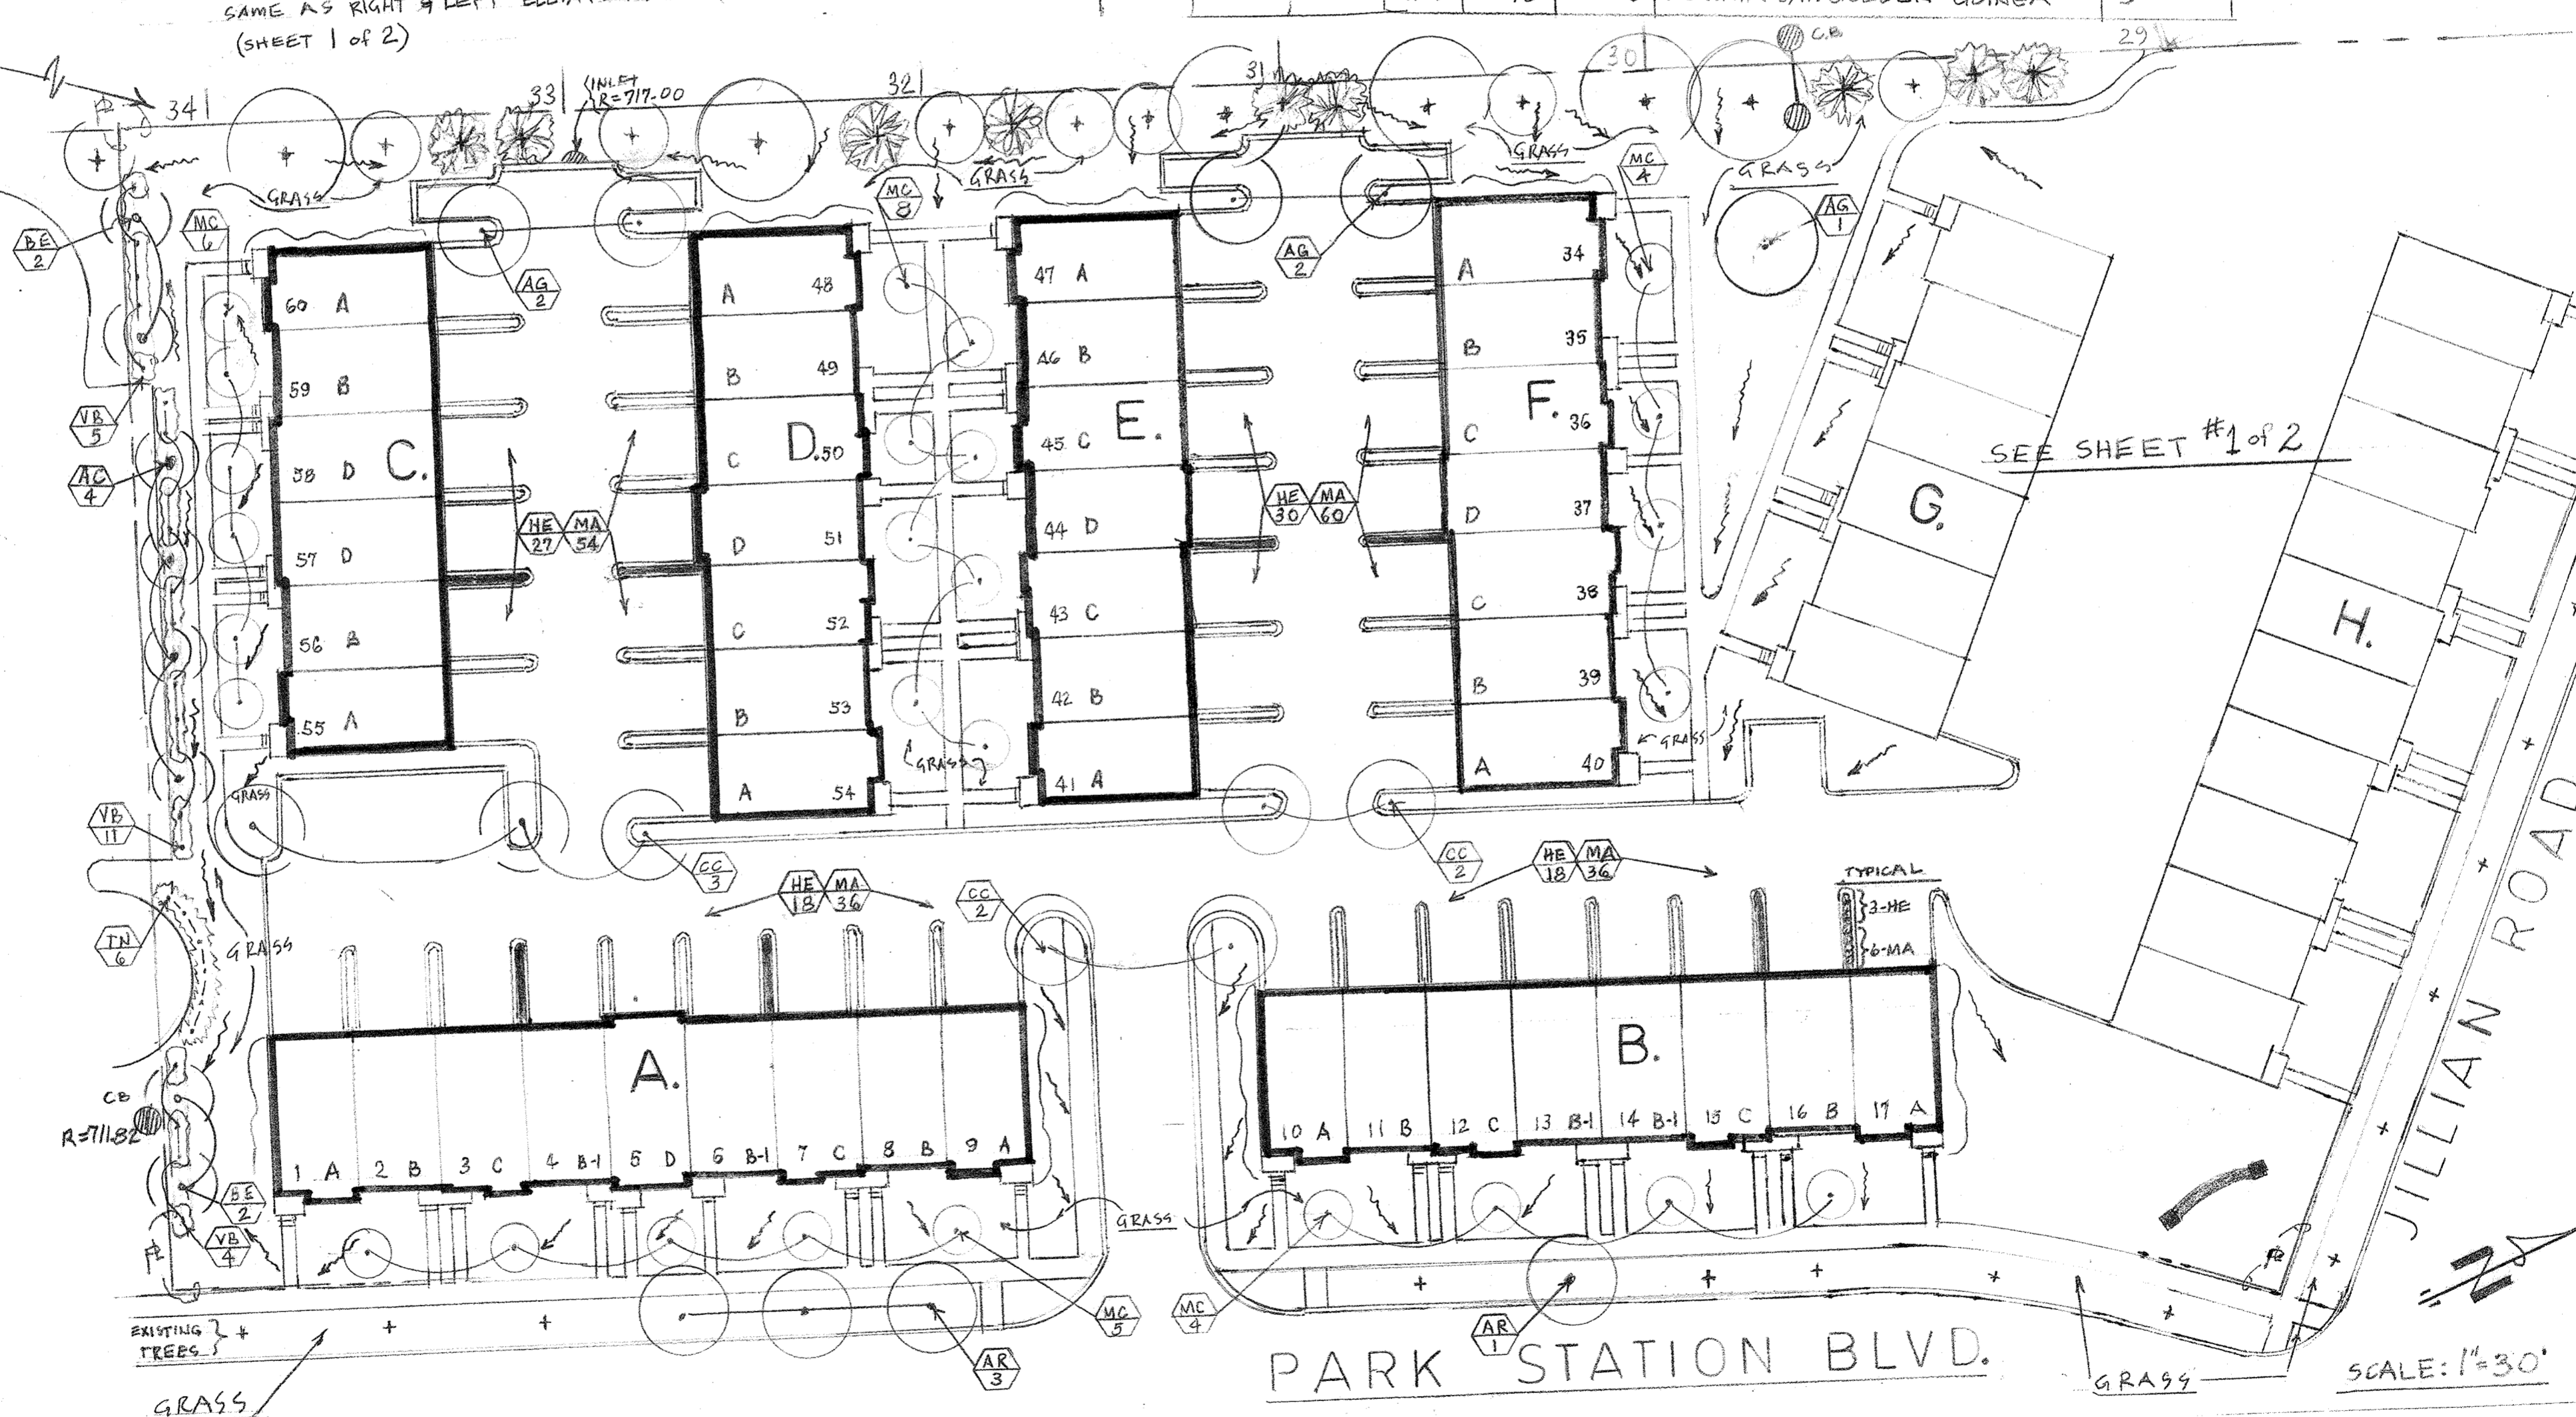 SAME AS RIGHT & LEFT
(SHEET 1 of 2)
C.B.
29
30
31
32
33
34
INLET
R=717.00
GRASS
GRASS
GRASS
GRASS
BE
2
MC
6
MC
8
MC
4
AG
2
AG
2
AG
1
VB
5
AC
4
60 A
59 B
58 D
57 D
56 B
55 A
C.
HE
27
MA
54
A 48
B 49
C 50
D 51
C 52
B 53
A 54
D.
47 A
46 B
45 C
44 D
43 C
42 B
41 A
E.
HE
30
MA
60
A 34
B 35
C 36
D 37
C 38
B 39
A 40
F.
G.
H.
SEE SHEET #1 of 2
GRASS
GRASS
GRASS
VB
11
CC
3
HE
18
MA
36
CC
2
CC
2
HE
18
MA
36
TYPICAL
3-HE
6-MA
TN
6
GRASS
CB
R=711.82
A.
1 A 2 B 3 C 4 B-1 5 D 6 B-1 7 C 8 B 9 A
B.
10 A 11 B 12 C 13 B-1 14 B-1 15 C 16 B 17 A
BE
2
VB
4
GRASS
MC
5
MC
4
AR
3
AR
1
EXISTING
TREES
GRASS
PARK STATION BLVD.
JILLIAN ROAD
GRASS
N
SCALE: 1"=30'